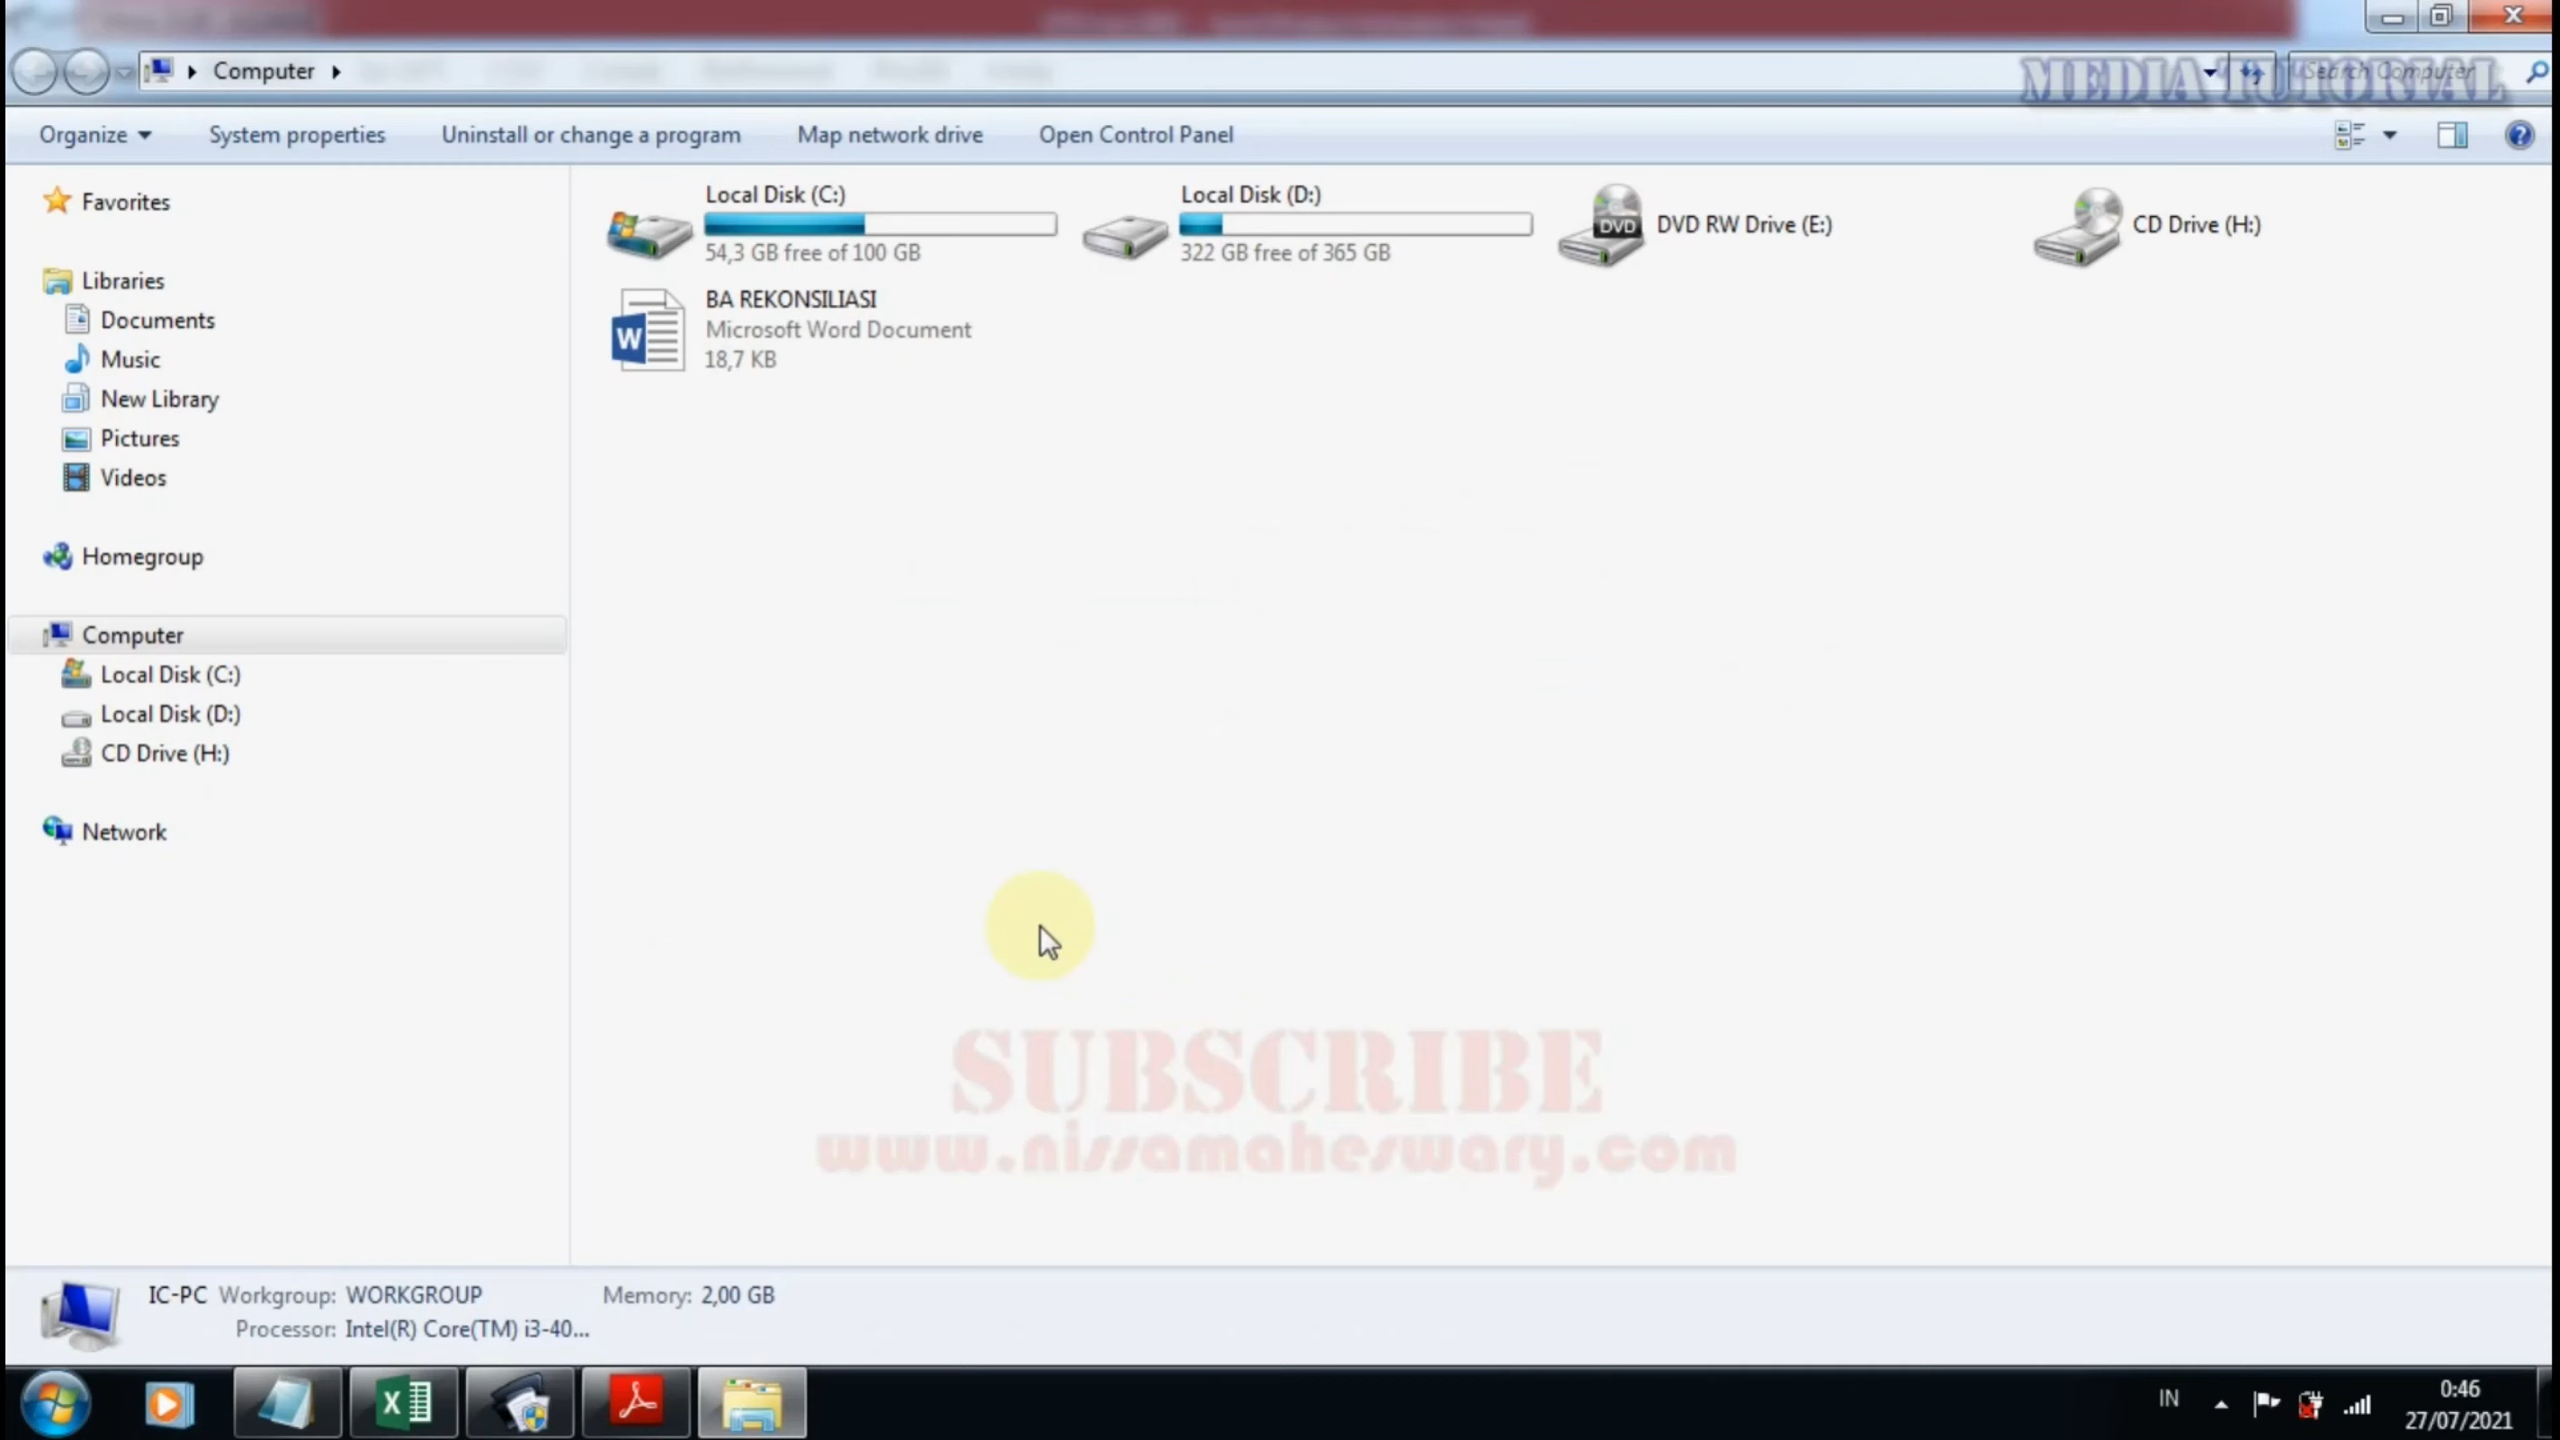 Computer
MEDIA TUTORIAL
Search Computer
Organize System properties Uninstall or change a program Map network drive Open Control Panel
Favorites
Libraries
Documents
Music
New Library
Pictures
Videos
Homegroup
Computer
Local Disk (C:)
Local Disk (D:)
CD Drive (H:)
Network
Local Disk (C:)
54,3 GB free of 100 GB
Local Disk (D:)
322 GB free of 365 GB
DVD
DVD RW Drive (E:)
CD Drive (H:)
W
BA REKONSILIASI
Microsoft Word Document
18,7 KB
SUBSCRIBE
www.nissamaheswary.com
IC-PC Workgroup: WORKGROUP Memory: 2,00 GB
Processor: Intel(R) Core(TM) i3-40...
X
IN
0:46
27/07/2021